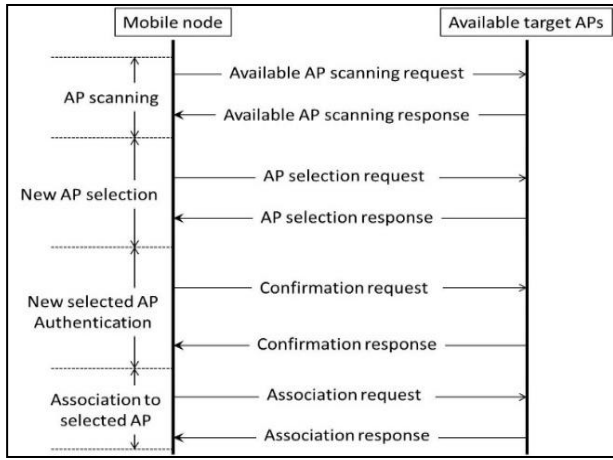 Mobile node
Available target APs
Available AP scanning request
AP scanning
Available AP scanning response
AP selection request
New AP selection
AP selection response
Confirmation request
New selected AP
Authentication
Confirmation response
Association request
Association to
selected AP
Association response